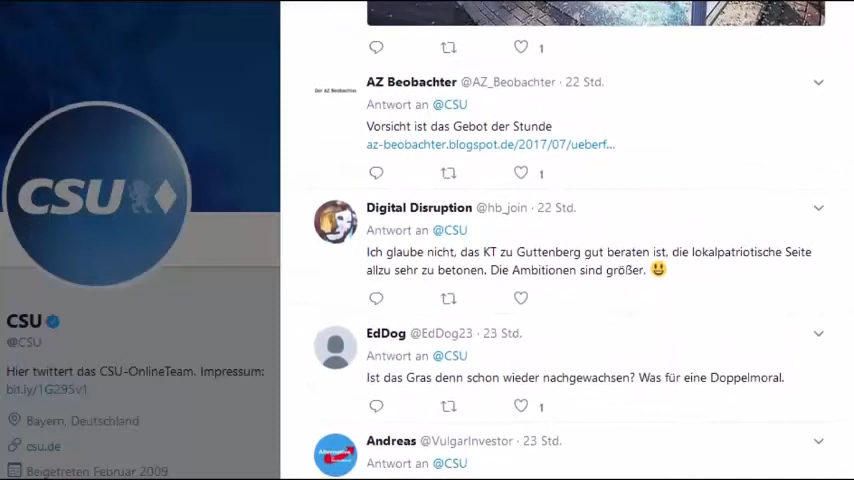 1
AZ Beobachter @AZ_Beobachter · 22 Std.
Der AZ Beobachter
Antwort an @CSU
Vorsicht ist das Gebot der Stunde
az-beobachter.blogspot.de/2017/07/ueberf...
1
CSU
Digital Disruption @hb_join · 22 Std.
Antwort an @CSU
Ich glaube nicht, das KT zu Guttenberg gut beraten ist, die lokalpatriotische Seite
allzu sehr zu betonen. Die Ambitionen sind größer. 😃
CSU
@CSU
Hier twittert das CSU-OnlineTeam. Impressum:
bit.ly/1G295v1
Bayern, Deutschland
csu.de
Beigetreten Februar 2009
EdDog @EdDog23 · 23 Std.
Antwort an @CSU
Ist das Gras denn schon wieder nachgewachsen? Was für eine Doppelmoral.
1
Andreas @VulgarInvestor · 23 Std.
Alternative
Antwort an @CSU